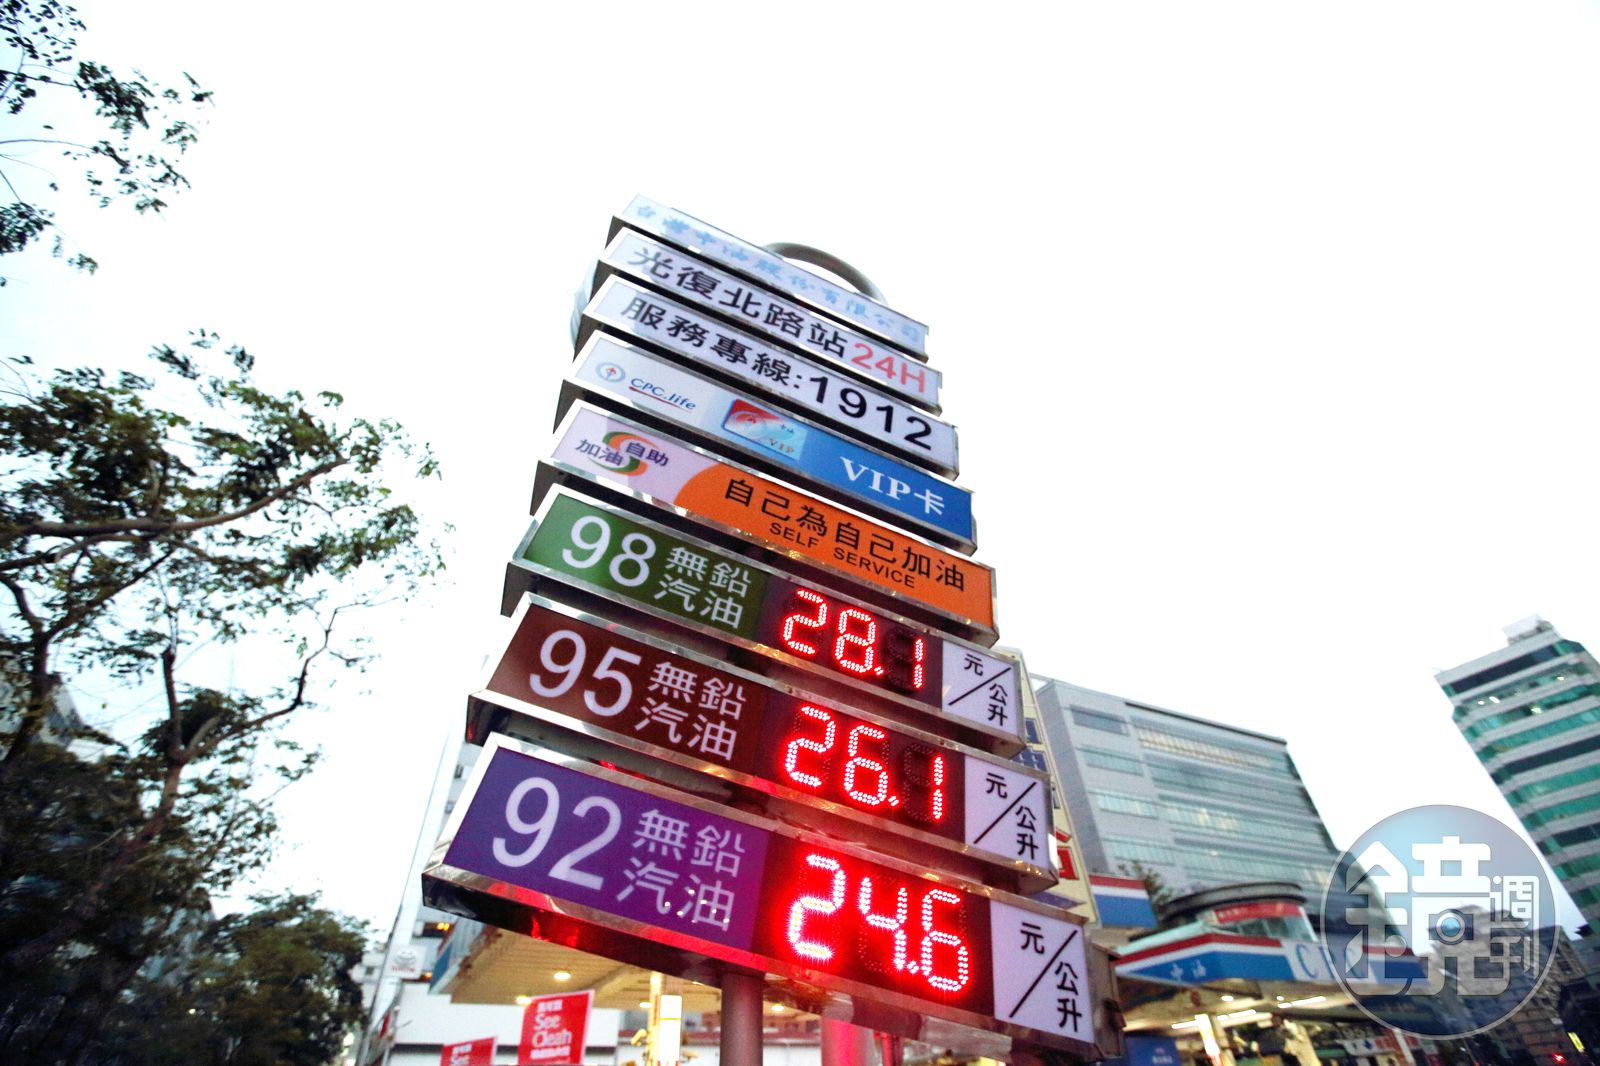 台灣中油股份有限公司
光復北路站24H
服務專線:1912
CPC.life
VIP
VIP卡
加油 自助
自己為自己加油
SELF SERVICE
98 無鉛汽油 28.1 元/公升
95 無鉛汽油 26.1 元/公升
92 無鉛汽油 24.6 元/公升
See
Clean
中油
鏡週刊